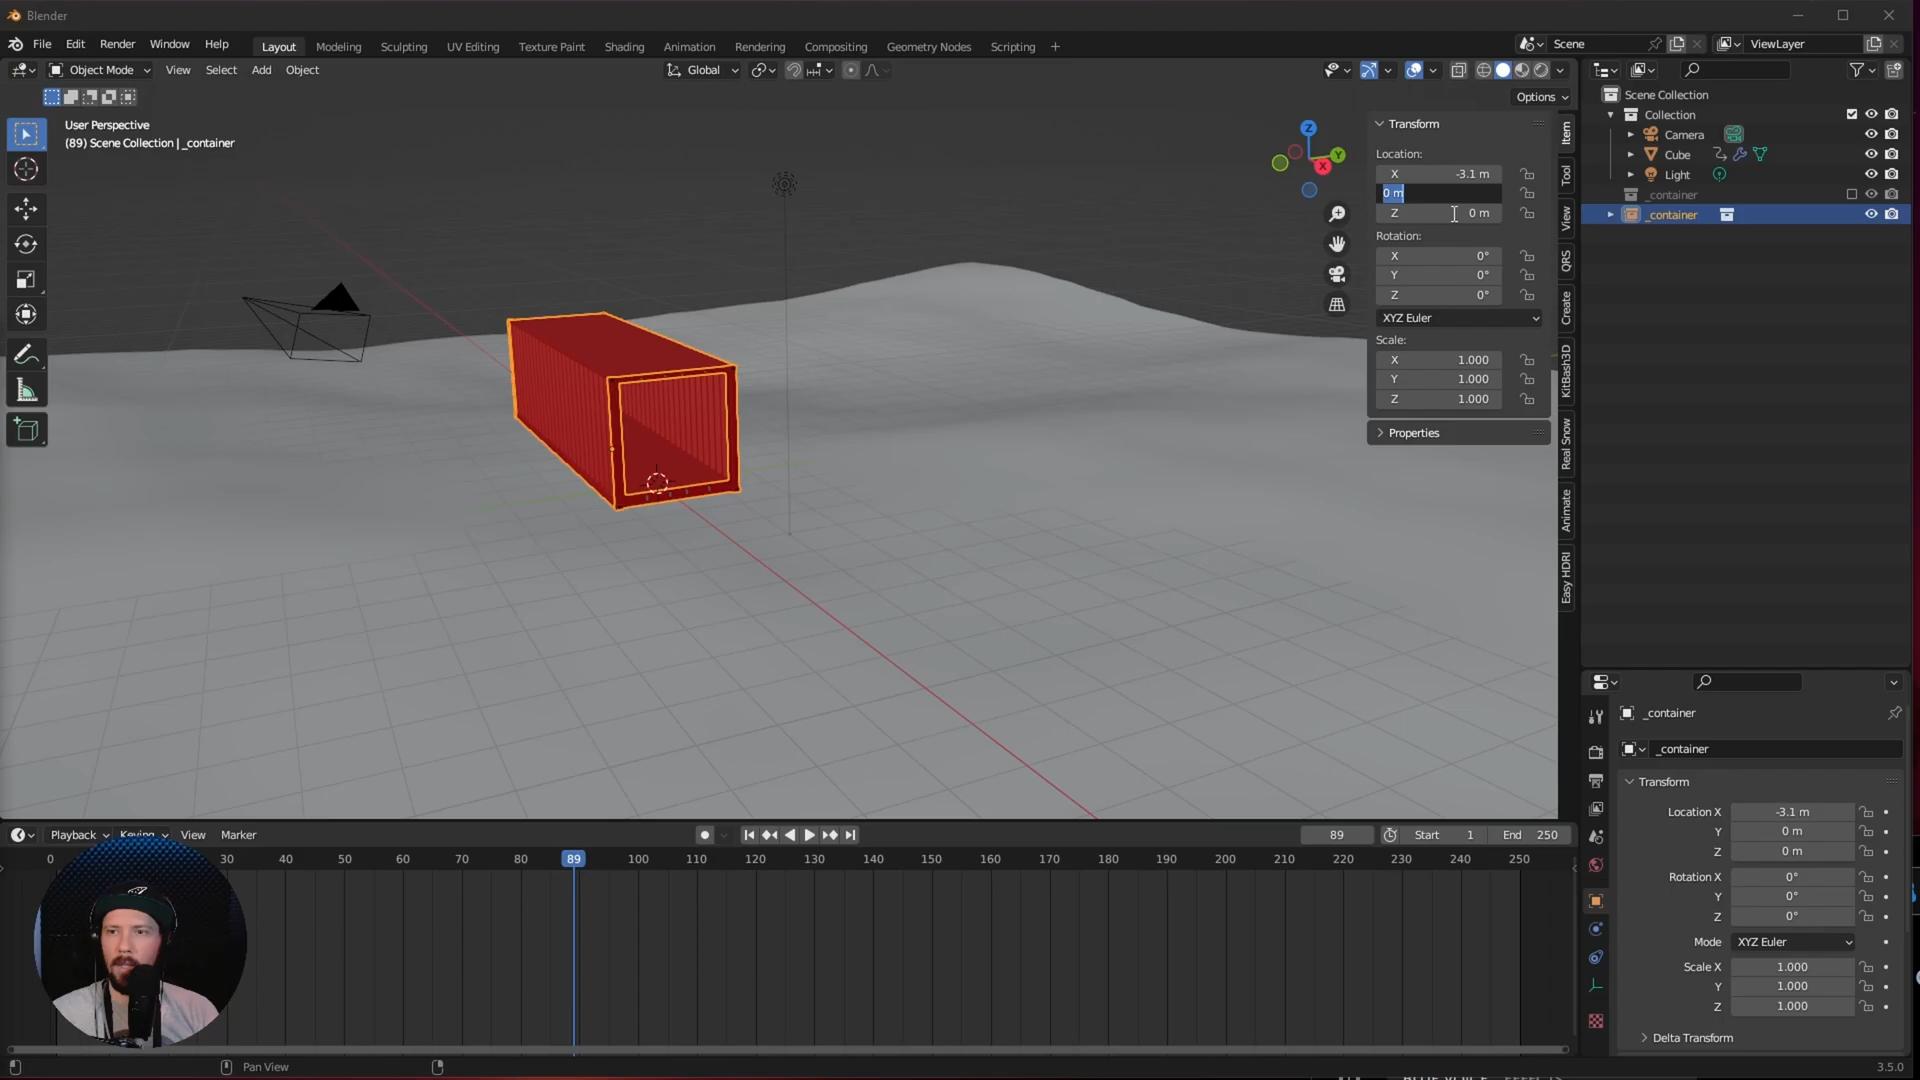 Blender
File Edit Render Window Help
Layout Modeling Sculpting UV Editing Texture Paint Shading Animation Rendering Compositing Geometry Nodes Scripting +
Scene
ViewLayer
Object Mode View Select Add Object
Global
Options
User Perspective
(89) Scene Collection | _container
Z
Y
X
Transform
Location:
X -3.1 m
0 m
Z 0 m
Rotation:
X 0°
Y 0°
Z 0°
XYZ Euler
Scale:
X 1.000
Y 1.000
Z 1.000
Properties
Item
Tool
View
QRS
Create
KitBash3D
Real Snow
Animate
Easy HDRI
Scene Collection
Collection
Camera
Cube
Light
_container
_container
_container
_container
Transform
Location X -3.1 m
Y 0 m
Z 0 m
Rotation X 0°
Y 0°
Z 0°
Mode XYZ Euler
Scale X 1.000
Y 1.000
Z 1.000
Delta Transform
Playback Keying View Marker
89 Start 1 End 250
0 30 40 50 60 70 80 89 100 110 120 130 140 150 160 170 180 190 200 210 220 230 240 250
Pan View
3.5.0